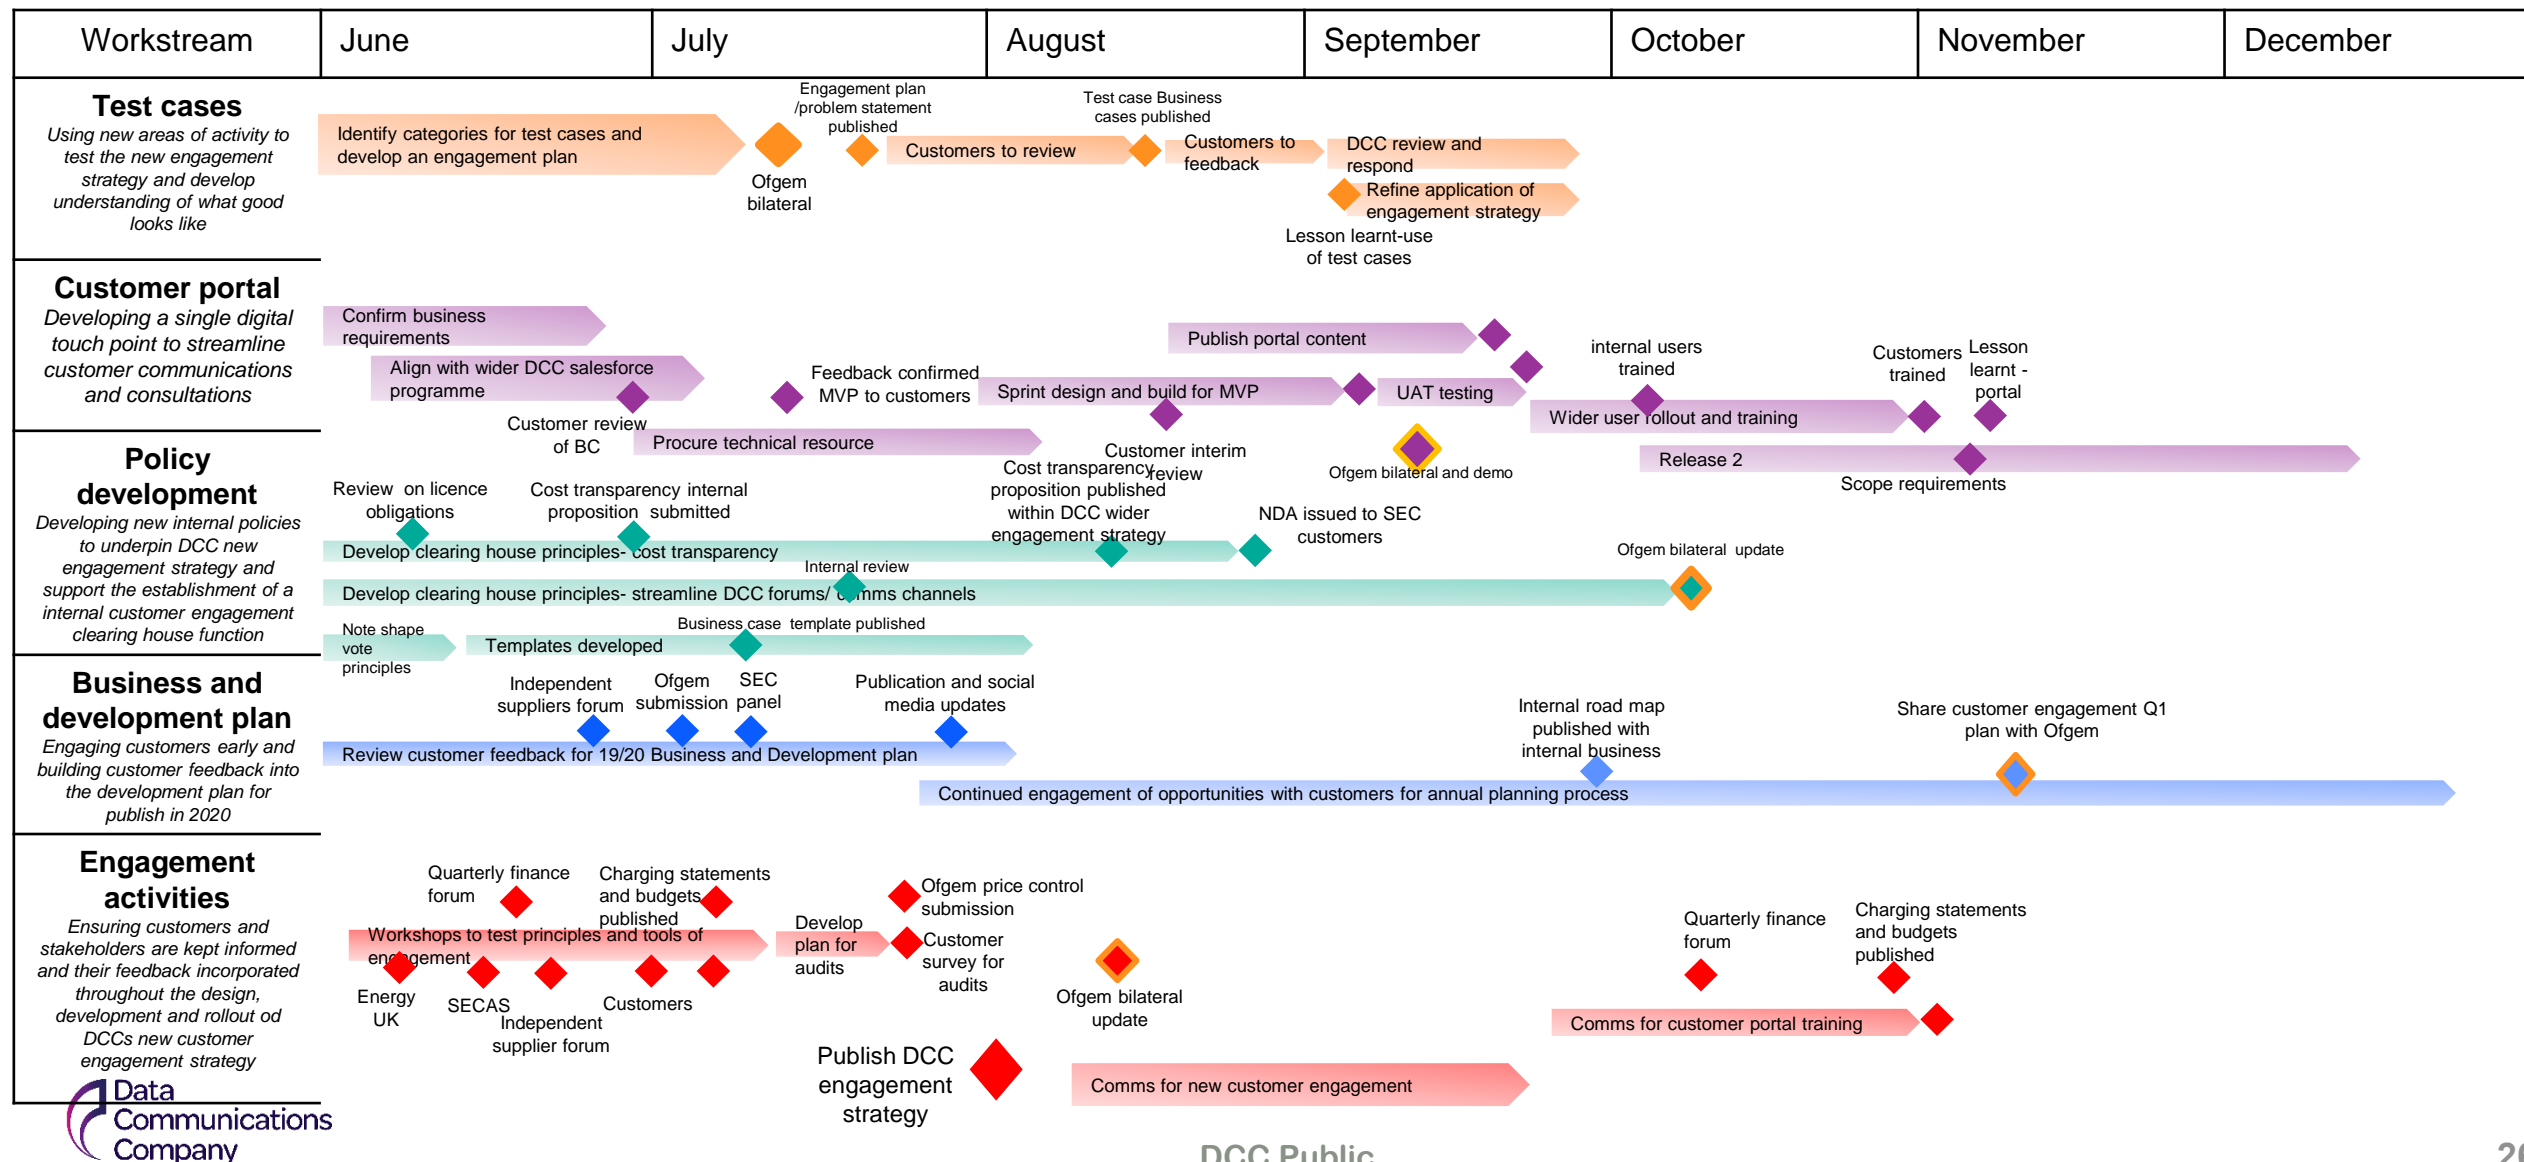 Workstream
June
July
August
September
October
November
December
Test cases
Using new areas of activity to
test the new engagement
strategy and develop
understanding of what good
looks like
Identify categories for test cases and
develop an engagement plan
Ofgem
bilateral
Engagement plan
/problem statement
published
Customers to review
Test case Business
cases published
Customers to
feedback
DCC review and
respond
Refine application of
engagement strategy
Lesson learnt-use
of test cases
Customer portal
Developing a single digital
touch point to streamline
customer communications
and consultations
Confirm business
requirements
Align with wider DCC salesforce
programme
Customer review
of BC
Procure technical resource
Feedback confirmed
MVP to customers
Sprint design and build for MVP
Customer interim
review
Publish portal content
UAT testing
Ofgem bilateral and demo
internal users
trained
Wider user rollout and training
Customers
trained
Lesson
learnt -
portal
Release 2
Scope requirements
Policy
development
Developing new internal policies
to underpin DCC new
engagement strategy and
support the establishment of a
internal customer engagement
clearing house function
Review on licence
obligations
Cost transparency internal
proposition submitted
Cost transparency
proposition published
within DCC wider
engagement strategy
NDA issued to SEC
customers
Develop clearing house principles- cost transparency
Internal review
Develop clearing house principles- streamline DCC forums/ comms channels
Ofgem bilateral update
Note shape
vote
principles
Templates developed
Business case template published
Business and
development plan
Engaging customers early and
building customer feedback into
the development plan for
publish in 2020
Independent
suppliers forum
Ofgem
submission
SEC
panel
Publication and social
media updates
Review customer feedback for 19/20 Business and Development plan
Internal road map
published with
internal business
Share customer engagement Q1
plan with Ofgem
Continued engagement of opportunities with customers for annual planning process
Engagement
activities
Ensuring customers and
stakeholders are kept informed
and their feedback incorporated
throughout the design,
development and rollout od
DCCs new customer
engagement strategy
Quarterly finance
forum
Charging statements
and budgets
published
Workshops to test principles and tools of
engagement
Energy
UK
SECAS
Independent
supplier forum
Customers
Develop
plan for
audits
Ofgem price control
submission
Customer
survey for
audits
Ofgem bilateral
update
Publish DCC
engagement
strategy
Comms for new customer engagement
Quarterly finance
forum
Charging statements
and budgets
published
Comms for customer portal training
Data
Communications
Company
DCC Public